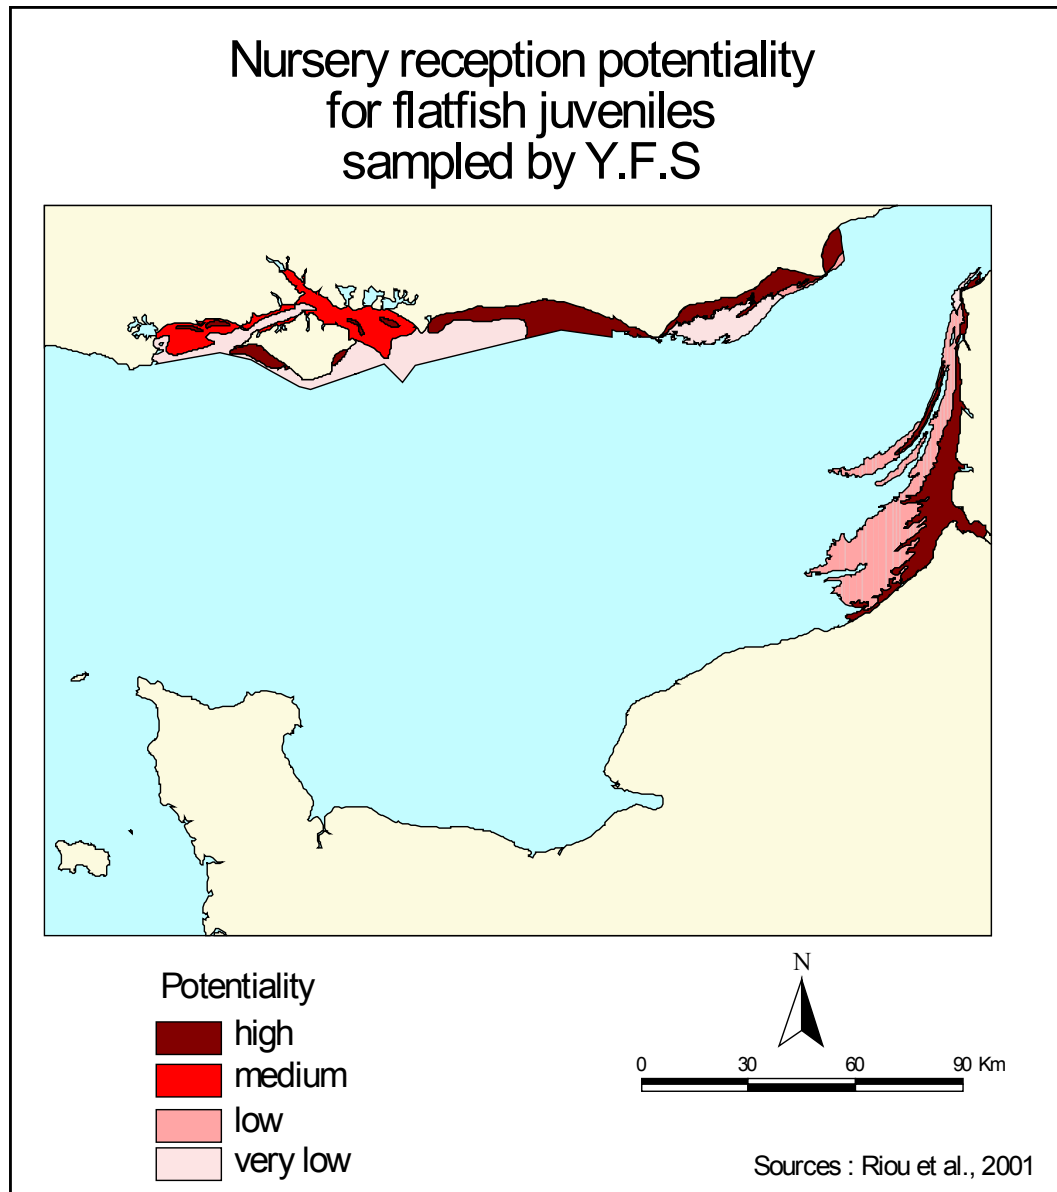 Nursery reception potentiality
for flatfish juveniles
sampled by Y.F.S
Potentiality
high
medium
low
very low
N
0 30 60 90 Km
Sources : Riou et al., 2001